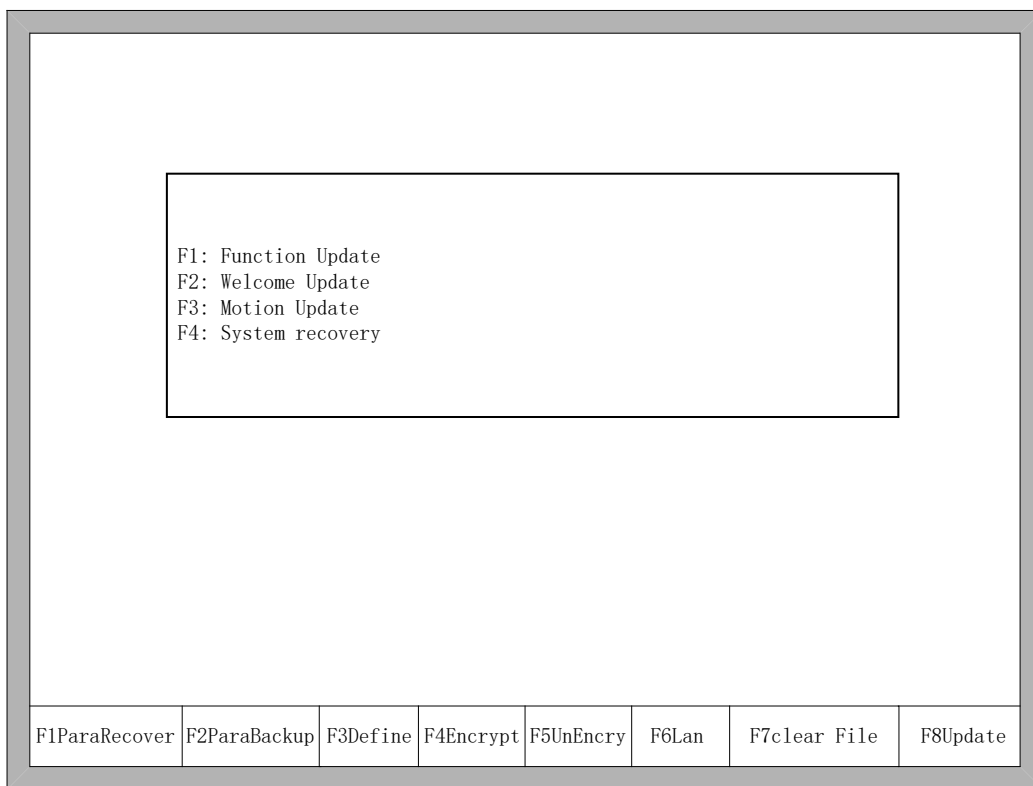 F1: Function Update
F2: Welcome Update
F3: Motion Update
F4: System recovery
F1ParaRecover F2ParaBackup F3Define F4Encrypt F5UnEncry F6Lan F7clear File F8Update